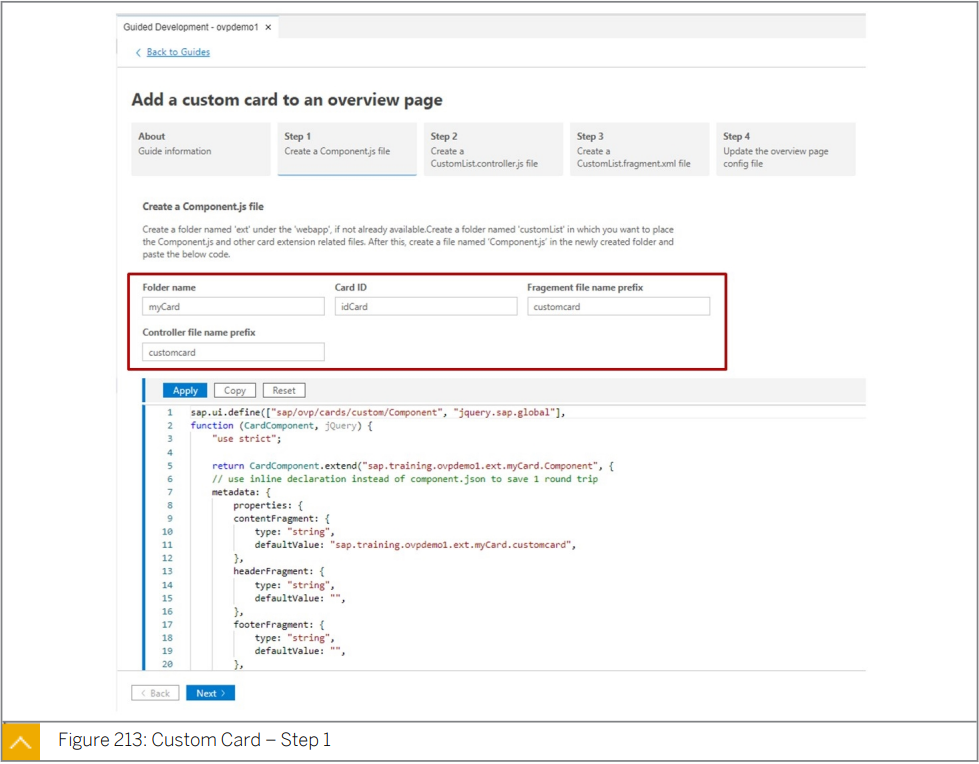 Guided Development - ovpdemo1 ×
Back to Guides
Add a custom card to an overview page
About
Guide information
Step 1
Create a Component.js file
Step 2
Create a
CustomList.controller.js file
Step 3
Create a
CustomList.fragment.xml file
Step 4
Update the overview page
config file
Create a Component.js file
Create a folder named 'ext' under the 'webapp', if not already available.Create a folder named 'customList' in which you want to place
the Component.js and other card extension related files. After this, create a file named 'Component.js' in the newly created folder and
paste the below code.
Folder name
Card ID
Fragement file name prefix
myCard
idCard
customcard
Controller file name prefix
customcard
Apply
Copy
Reset
1 sap.ui.define(["sap/ovp/cards/custom/Component", "jquery.sap.global"],
2 function (CardComponent, jQuery) {
3 "use strict";
4
5 return CardComponent.extend("sap.training.ovpdemo1.ext.myCard.Component", {
6 // use inline declaration instead of component.json to save 1 round trip
7 metadata: {
8 properties: {
9 contentFragment: {
10 type: "string",
11 defaultValue: "sap.training.ovpdemo1.ext.myCard.customcard",
12 },
13 headerFragment: {
14 type: "string",
15 defaultValue: "",
16 },
17 footerFragment: {
18 type: "string",
19 defaultValue: "",
20 },
< Back
Next >
Figure 213: Custom Card – Step 1